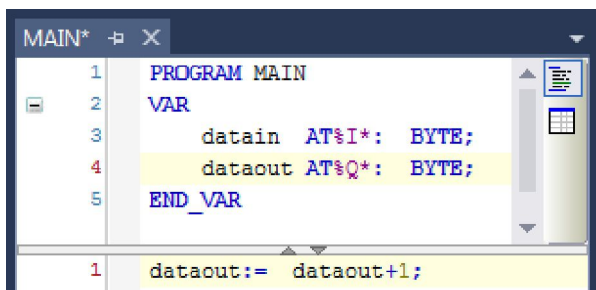 MAIN*
1 PROGRAM MAIN
2 VAR
3 datain AT%I*: BYTE;
4 dataout AT%Q*: BYTE;
5 END_VAR
1 dataout:= dataout+1;